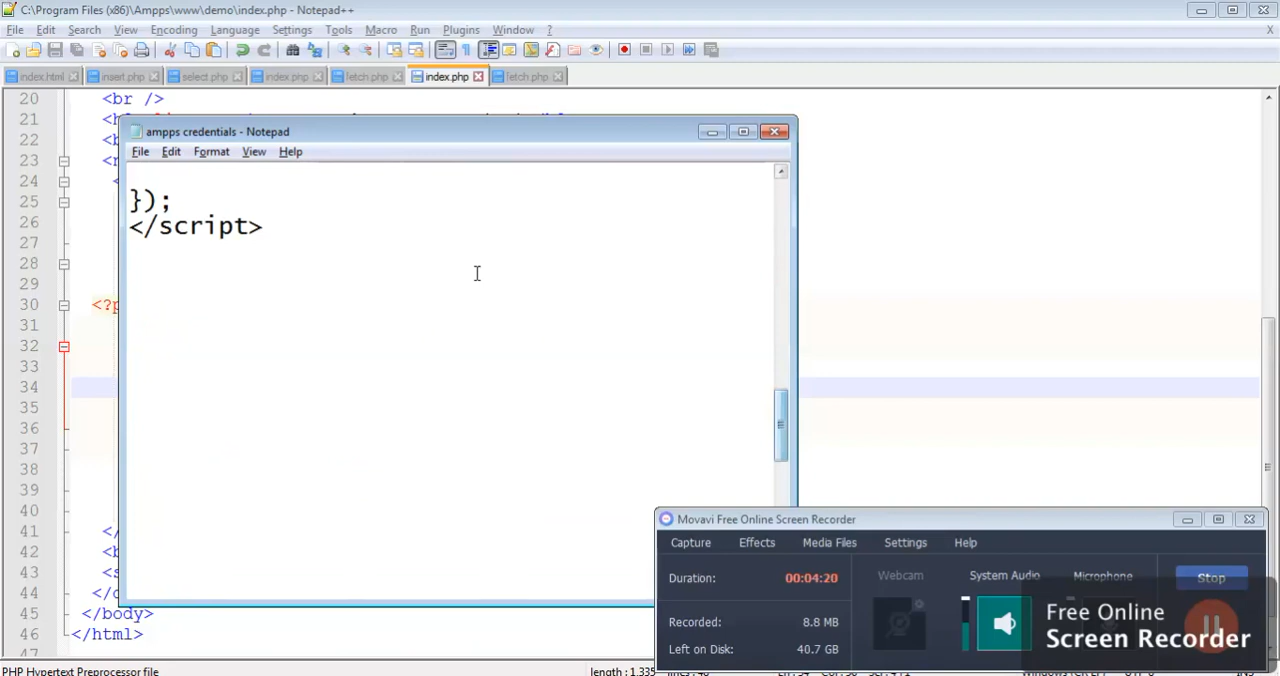 C:\Program Files (x86)\Ampps\www\demo\index.php - Notepad++
File Edit Search View Encoding Language Settings Tools Macro Run Plugins Window ? X
index.html insert.php select.php index.php fetch.php index.php fetch.php
20 <br />
21
22 <b
23
24 <
25
26
27
28
29
30 <?p
31
32
33
34
35
36
37
38
39
40
41 </
42 <b
43 <s
44 </
45 </body>
46 </html>
47
ampps credentials - Notepad
File Edit Format View Help
});
</script>
Movavi Free Online Screen Recorder
Capture Effects Media Files Settings Help
Duration: 00:04:20
Recorded: 8.8 MB
Left on Disk: 40.7 GB
Webcam System Audio Microphone
Stop
Free Online
Screen Recorder
PHP Hypertext Preprocessor file